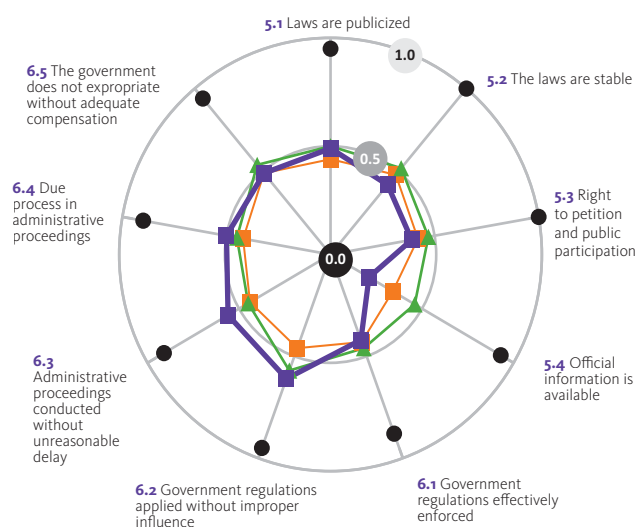 5.1 Laws are publicized
1.0
5.2 The laws are stable
0.5
5.3 Right
to petition
and public
participation
0.0
5.4 Official
information is
available
6.1 Government
regulations effectively
enforced
6.2 Government regulations
applied without improper
influence
6.3
Administrative
proceedings
conducted
without
unreasonable
delay
6.4 Due
process in
administrative
proceedings
6.5 The government
does not expropriate
without adequate
compensation